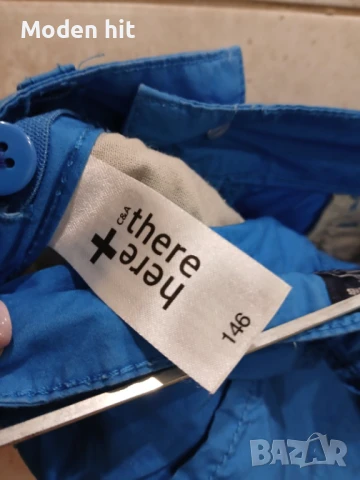 Moden hit
C&A
there
+
here
146
BAZAR